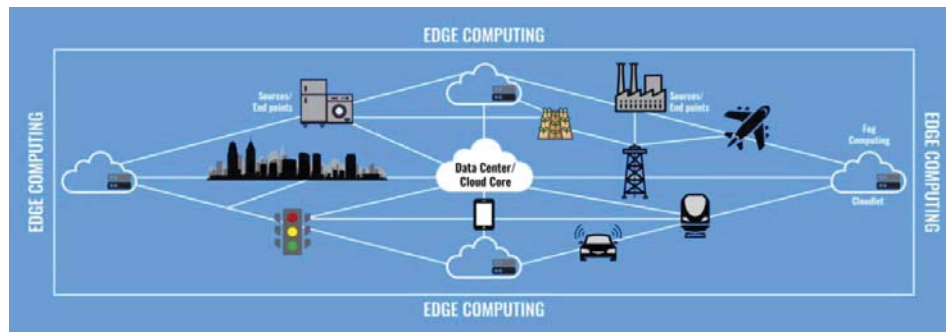 EDGE COMPUTING
Sources/
End points
Sources/
End points
Fog
Computing
EDGE COMPUTING
Data Center/
Cloud Core
EDGE COMPUTING
Cloudlet
EDGE COMPUTING